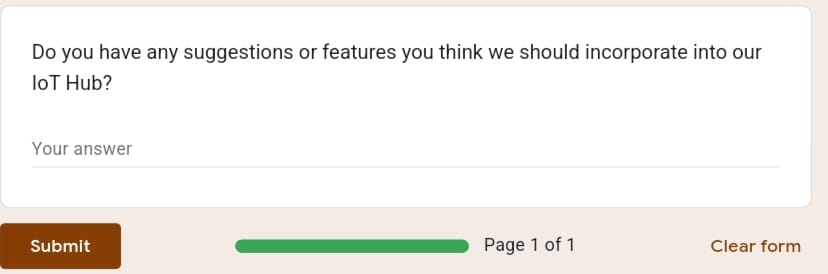 Do you have any suggestions or features you think we should incorporate into our
IoT Hub?
Your answer
Submit
Page 1 of 1
Clear form